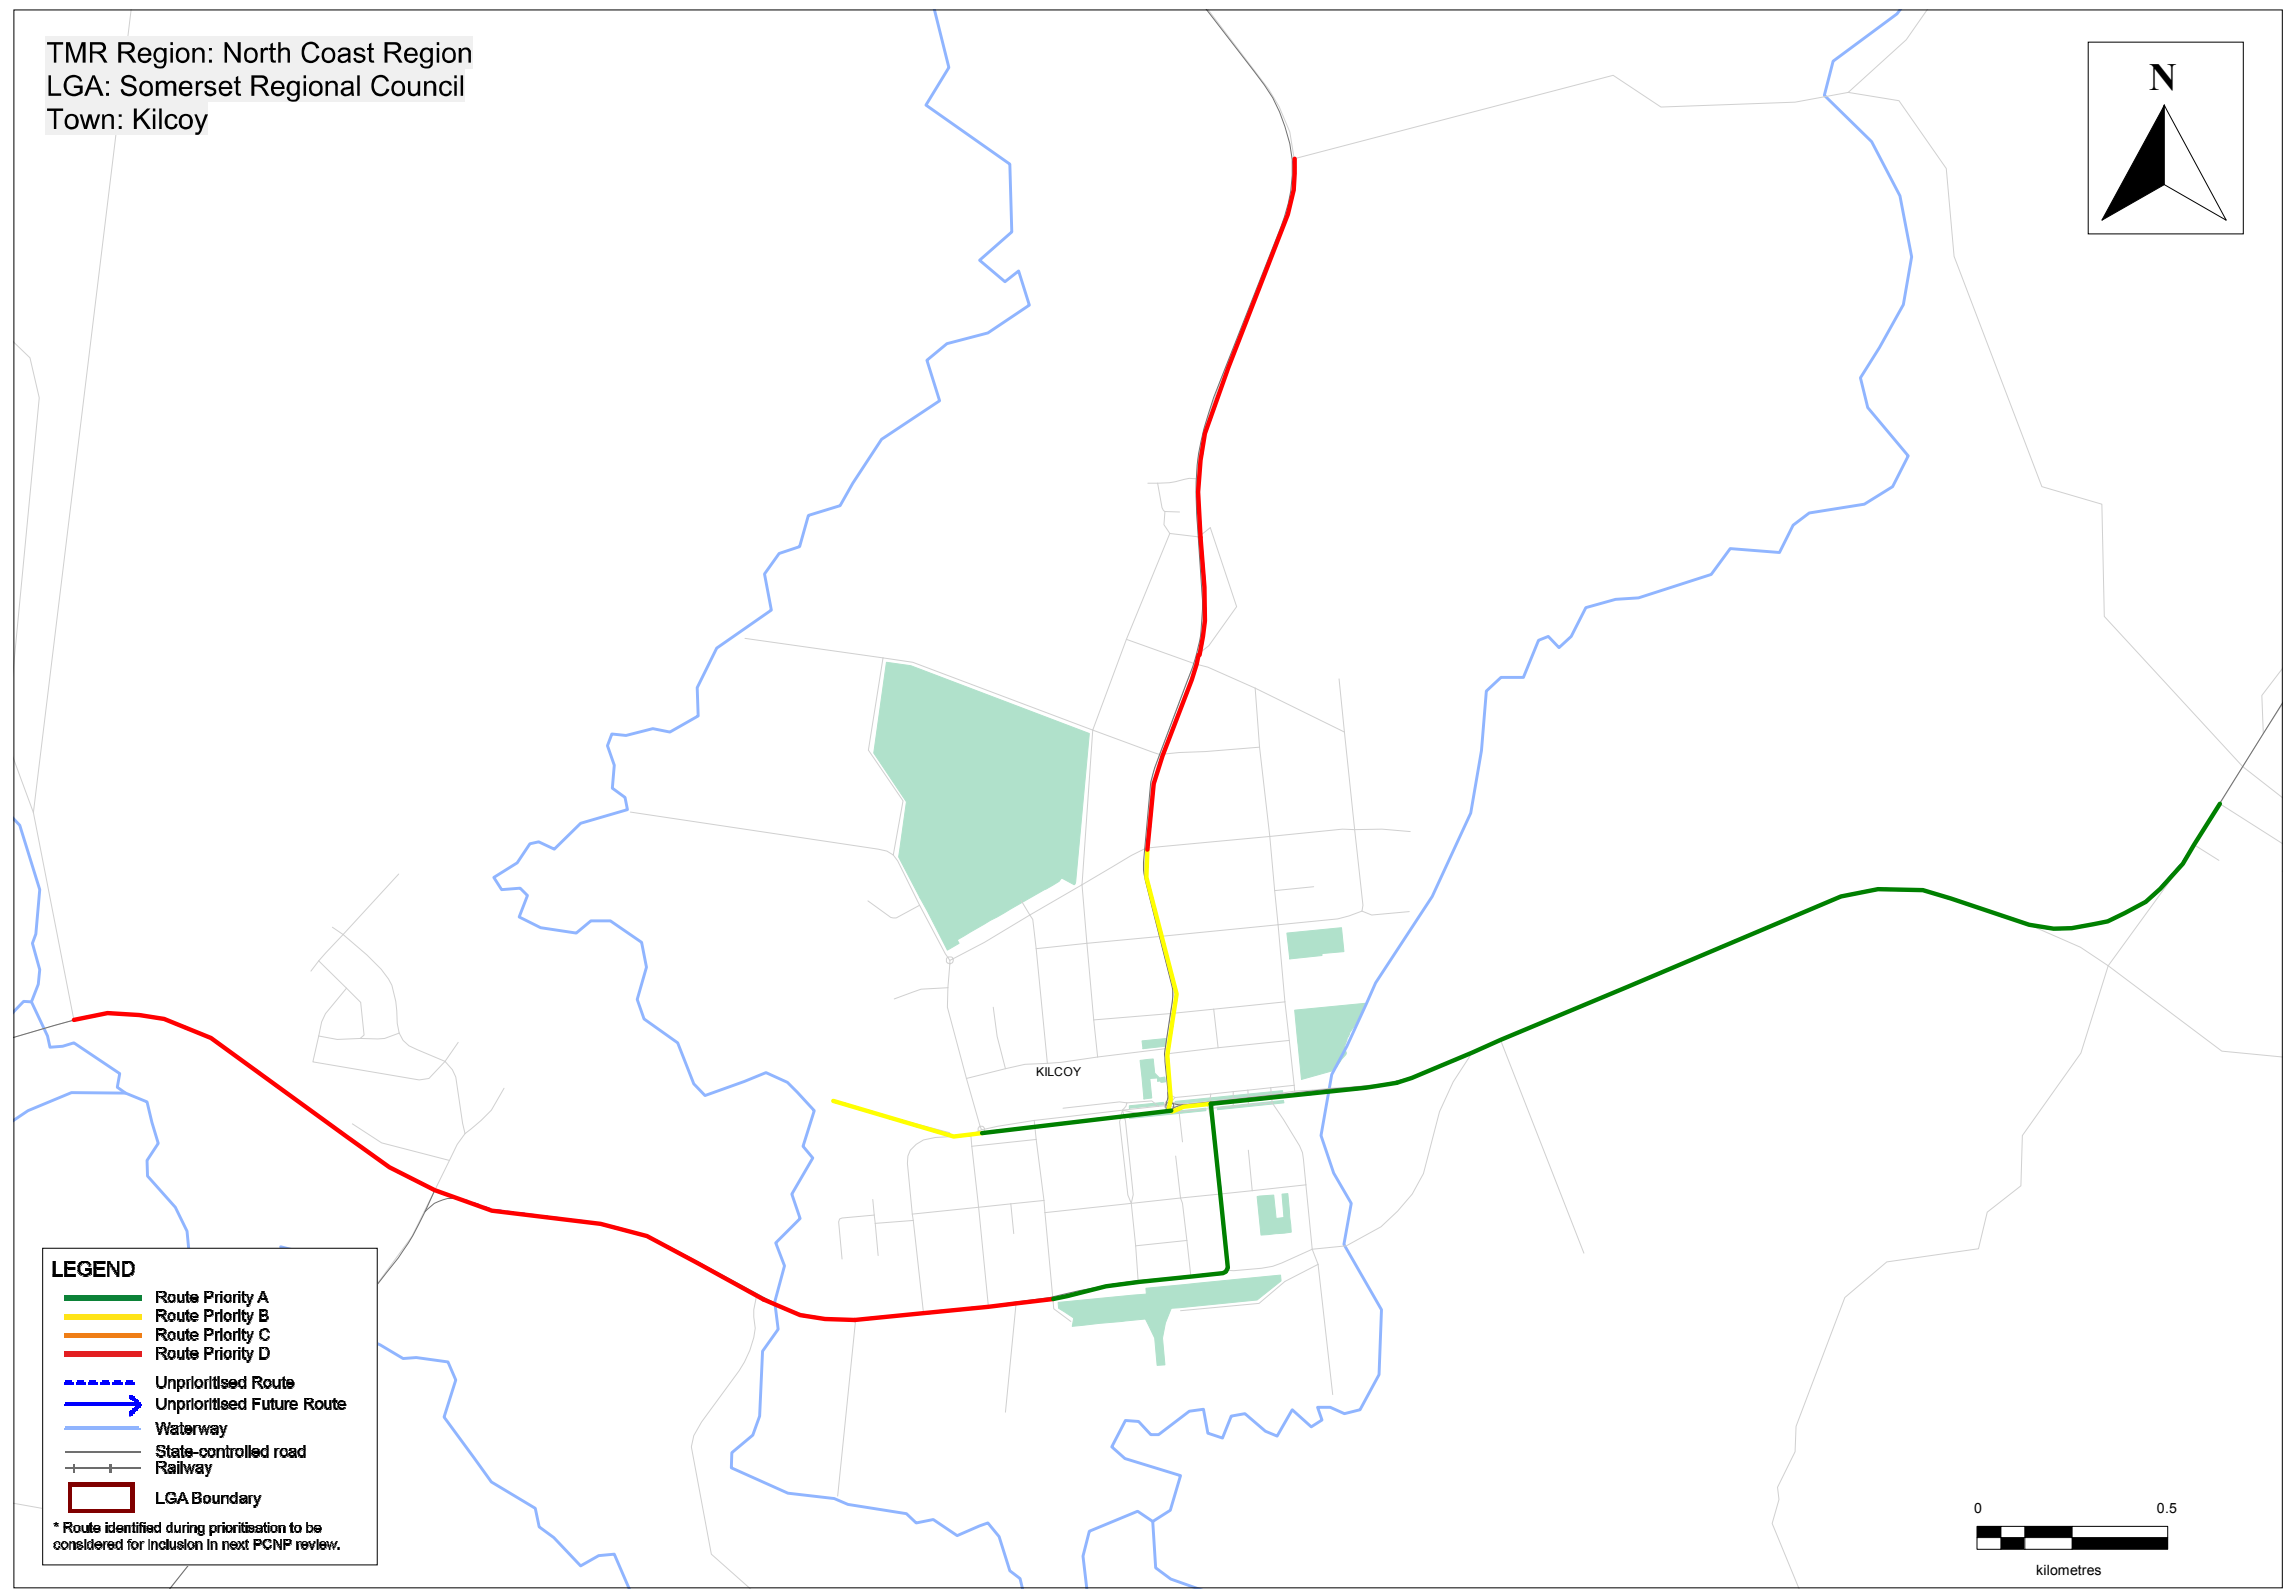 TMR Region: North Coast Region
LGA: Somerset Regional Council
Town: Kilcoy
N
KILCOY
LEGEND
Route Priority A
Route Priority B
Route Priority C
Route Priority D
Unprioritised Route
Unprioritised Future Route
Waterway
State-controlled road
Railway
LGA Boundary
* Route identified during prioritisation to be
considered for inclusion in next PCNP review.
0 0.5
kilometres